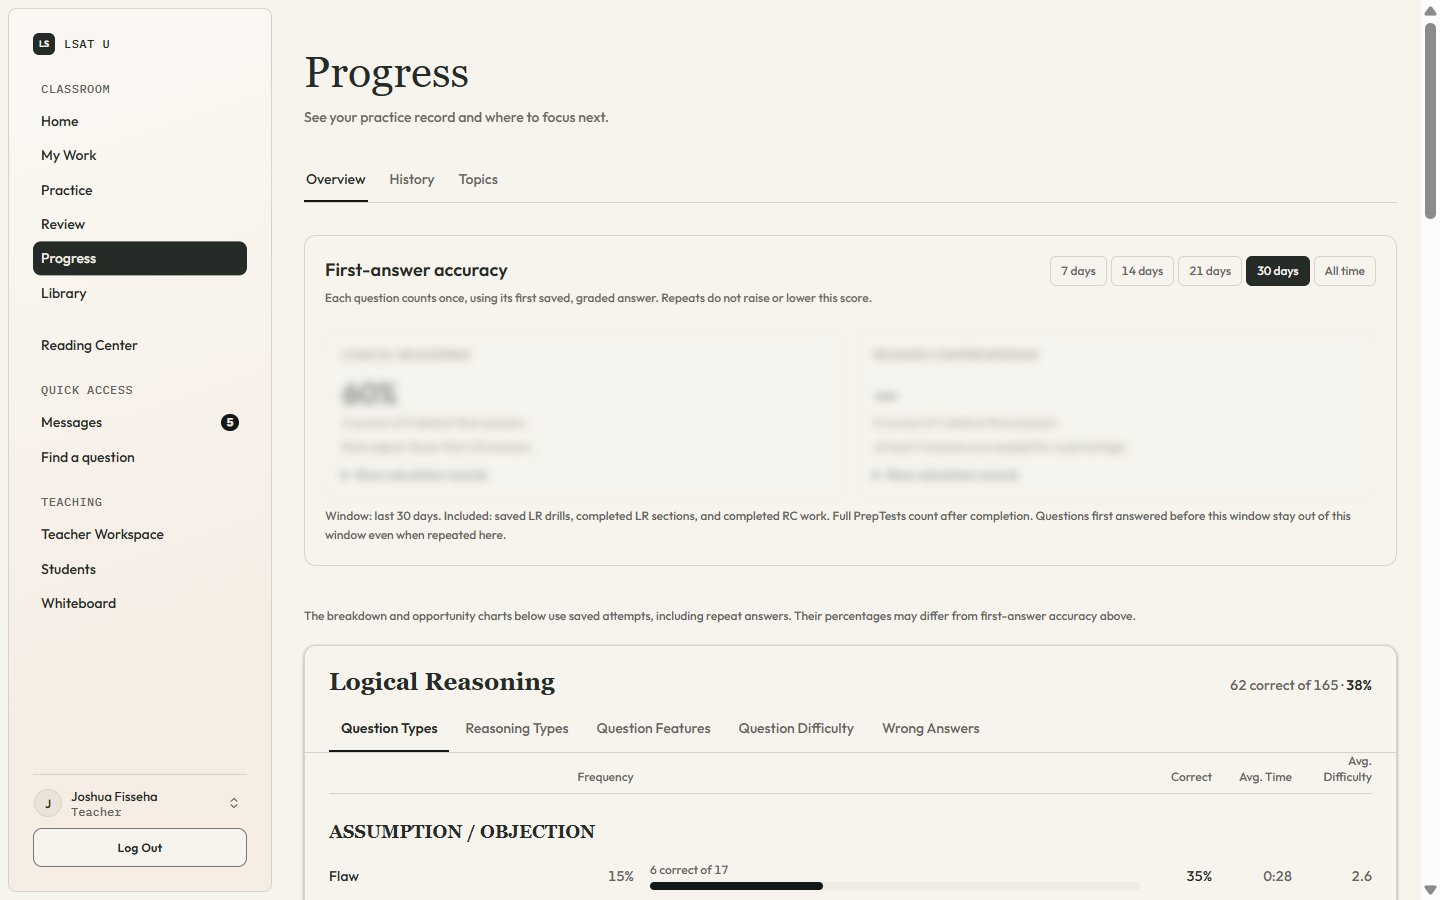 LS LSAT U
CLASSROOM
Home
My Work
Practice
Review
Progress
Library
Reading Center
QUICK ACCESS
Messages 5
Find a question
TEACHING
Teacher Workspace
Students
Whiteboard
J Joshua Fisseha
Teacher
Log Out
Progress
See your practice record and where to focus next.
Overview History Topics
First-answer accuracy
7 days 14 days 21 days 30 days All time
Each question counts once, using its first saved, graded answer. Repeats do not raise or lower this score.
60%
Window: last 30 days. Included: saved LR drills, completed LR sections, and completed RC work. Full PrepTests count after completion. Questions first answered before this window stay out of this
window even when repeated here.
The breakdown and opportunity charts below use saved attempts, including repeat answers. Their percentages may differ from first-answer accuracy above.
Logical Reasoning
62 correct of 165 · 38%
Question Types Reasoning Types Question Features Question Difficulty Wrong Answers
Frequency Correct Avg. Time Avg. Difficulty
ASSUMPTION / OBJECTION
Flaw 15% 6 correct of 17 35% 0:28 2.6